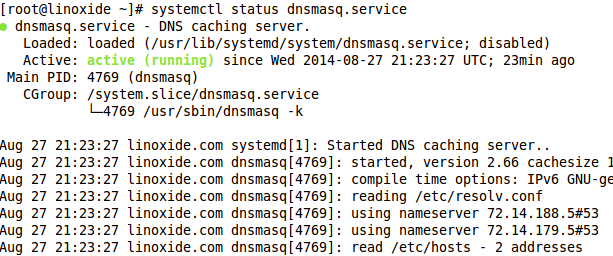 [root@linoxide ~]# systemctl status dnsmasq.service
● dnsmasq.service - DNS caching server.
   Loaded: loaded (/usr/lib/systemd/system/dnsmasq.service; disabled)
   Active: active (running) since Wed 2014-08-27 21:23:27 UTC; 23min ago
 Main PID: 4769 (dnsmasq)
   CGroup: /system.slice/dnsmasq.service
           └─4769 /usr/sbin/dnsmasq -k

Aug 27 21:23:27 linoxide.com systemd[1]: Started DNS caching server..
Aug 27 21:23:27 linoxide.com dnsmasq[4769]: started, version 2.66 cachesize 1
Aug 27 21:23:27 linoxide.com dnsmasq[4769]: compile time options: IPv6 GNU-ge
Aug 27 21:23:27 linoxide.com dnsmasq[4769]: reading /etc/resolv.conf
Aug 27 21:23:27 linoxide.com dnsmasq[4769]: using nameserver 72.14.188.5#53
Aug 27 21:23:27 linoxide.com dnsmasq[4769]: using nameserver 72.14.179.5#53
Aug 27 21:23:27 linoxide.com dnsmasq[4769]: read /etc/hosts - 2 addresses